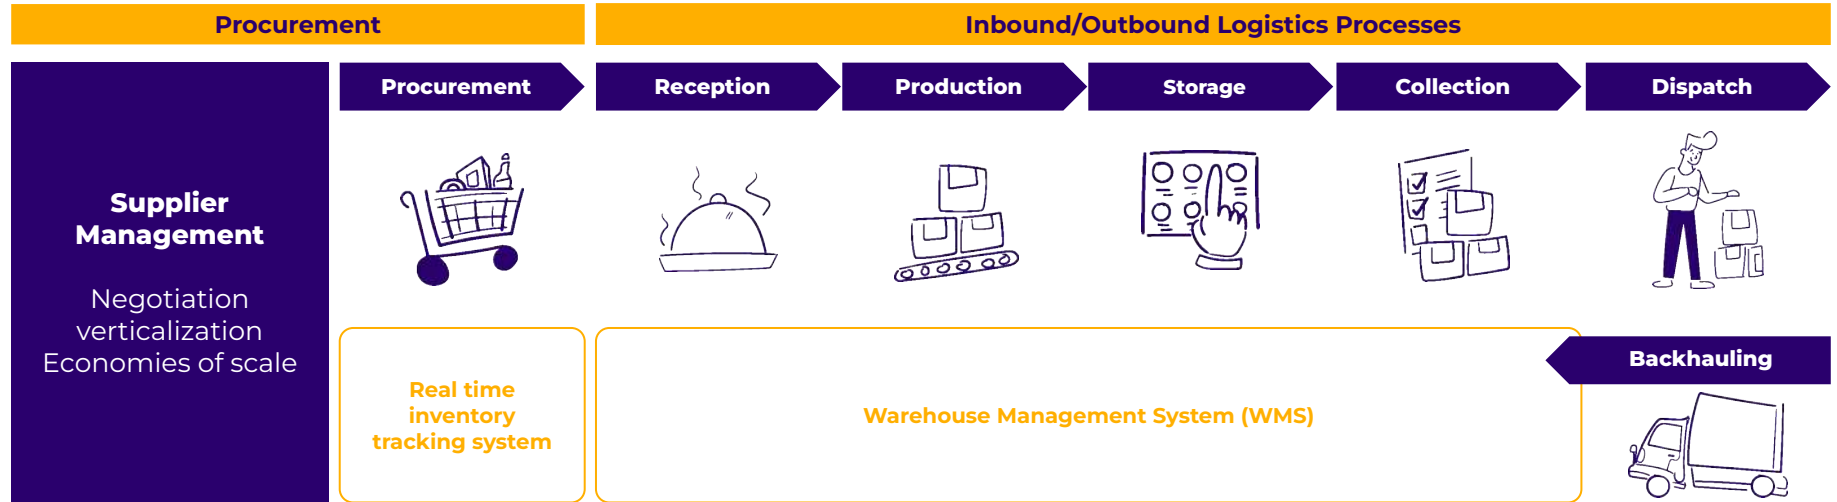 Procurement
Inbound/Outbound Logistics Processes
Supplier
Management
Negotiation
verticalization
Economies of scale
Procurement
Reception
Production
Storage
Collection
Dispatch
Real time
inventory
tracking system
Warehouse Management System (WMS)
Backhauling